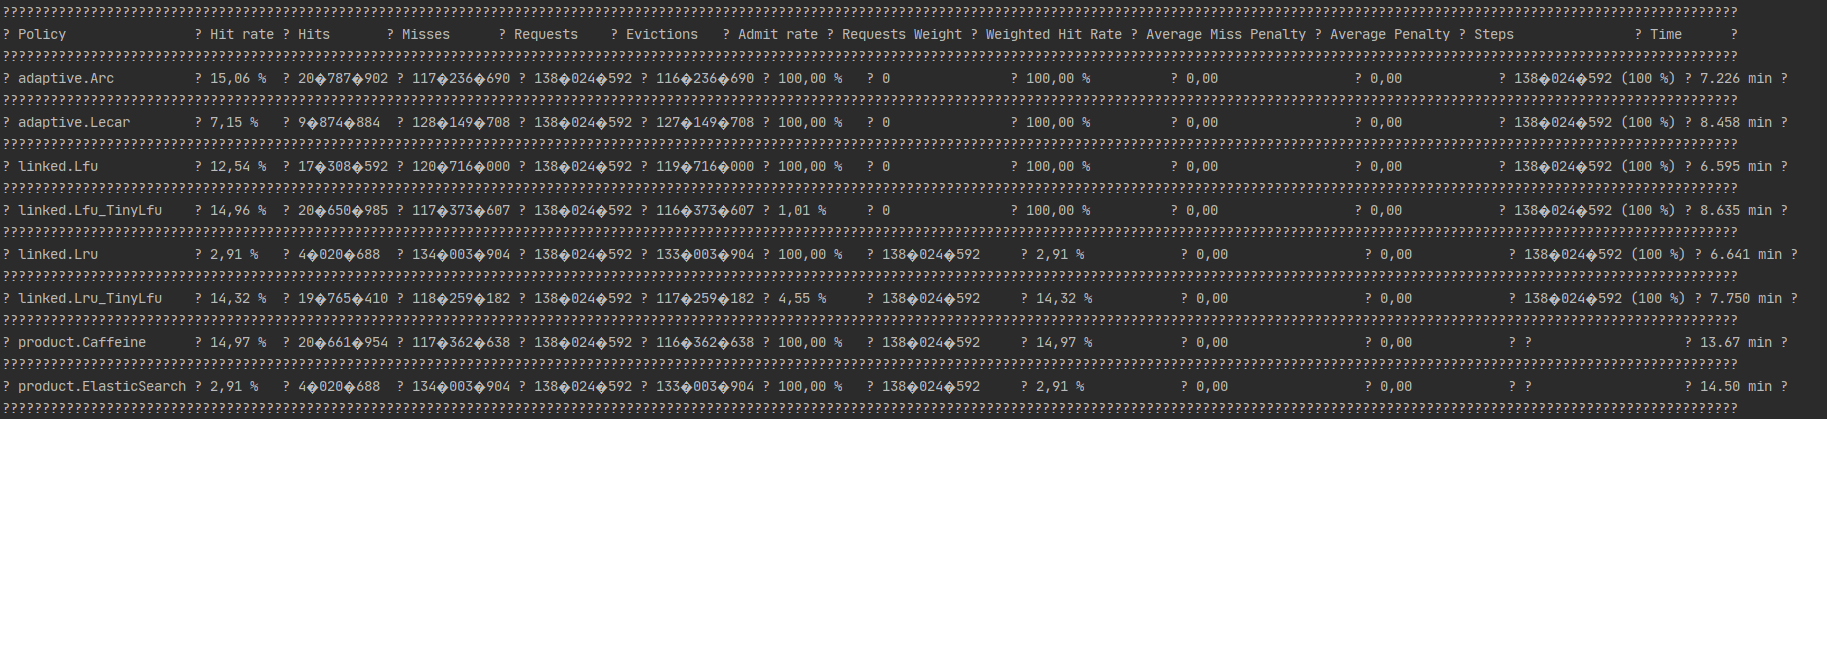 ?????????????????????????????????????????????????????????????????????????????????????????????????????????????????????????????????????????????????????????????????????????????????????????????????????????????????????????
? Policy                ? Hit rate ? Hits       ? Misses      ? Requests    ? Evictions   ? Admit rate ? Requests Weight ? Weighted Hit Rate ? Average Miss Penalty ? Average Penalty ? Steps               ? Time      ?
?????????????????????????????????????????????????????????????????????????????????????????????????????????????????????????????????????????????????????????????????????????????????????????????????????????????????????????
? adaptive.Arc          ? 15,06 %  ? 20�787�902 ? 117�236�690 ? 138�024�592 ? 116�236�690 ? 100,00 %   ? 0               ? 100,00 %          ? 0,00                 ? 0,00            ? 138�024�592 (100 %) ? 7.226 min ?
?????????????????????????????????????????????????????????????????????????????????????????????????????????????????????????????????????????????????????????????????????????????????????????????????????????????????????????
? adaptive.Lecar        ? 7,15 %   ? 9�874�884  ? 128�149�708 ? 138�024�592 ? 127�149�708 ? 100,00 %   ? 0               ? 100,00 %          ? 0,00                 ? 0,00            ? 138�024�592 (100 %) ? 8.458 min ?
?????????????????????????????????????????????????????????????????????????????????????????????????????????????????????????????????????????????????????????????????????????????????????????????????????????????????????????
? linked.Lfu            ? 12,54 %  ? 17�308�592 ? 120�716�000 ? 138�024�592 ? 119�716�000 ? 100,00 %   ? 0               ? 100,00 %          ? 0,00                 ? 0,00            ? 138�024�592 (100 %) ? 6.595 min ?
?????????????????????????????????????????????????????????????????????????????????????????????????????????????????????????????????????????????????????????????????????????????????????????????????????????????????????????
? linked.Lfu_TinyLfu    ? 14,96 %  ? 20�650�985 ? 117�373�607 ? 138�024�592 ? 116�373�607 ? 1,01 %     ? 0               ? 100,00 %          ? 0,00                 ? 0,00            ? 138�024�592 (100 %) ? 8.635 min ?
?????????????????????????????????????????????????????????????????????????????????????????????????????????????????????????????????????????????????????????????????????????????????????????????????????????????????????????
? linked.Lru            ? 2,91 %   ? 4�020�688  ? 134�003�904 ? 138�024�592 ? 133�003�904 ? 100,00 %   ? 138�024�592     ? 2,91 %            ? 0,00                 ? 0,00            ? 138�024�592 (100 %) ? 6.641 min ?
?????????????????????????????????????????????????????????????????????????????????????????????????????????????????????????????????????????????????????????????????????????????????????????????????????????????????????????
? linked.Lru_TinyLfu    ? 14,32 %  ? 19�765�410 ? 118�259�182 ? 138�024�592 ? 117�259�182 ? 4,55 %     ? 138�024�592     ? 14,32 %           ? 0,00                 ? 0,00            ? 138�024�592 (100 %) ? 7.750 min ?
?????????????????????????????????????????????????????????????????????????????????????????????????????????????????????????????????????????????????????????????????????????????????????????????????????????????????????????
? product.Caffeine      ? 14,97 %  ? 20�661�954 ? 117�362�638 ? 138�024�592 ? 116�362�638 ? 100,00 %   ? 138�024�592     ? 14,97 %           ? 0,00                 ? 0,00            ? ?                   ? 13.67 min ?
?????????????????????????????????????????????????????????????????????????????????????????????????????????????????????????????????????????????????????????????????????????????????????????????????????????????????????????
? product.ElasticSearch ? 2,91 %   ? 4�020�688  ? 134�003�904 ? 138�024�592 ? 133�003�904 ? 100,00 %   ? 138�024�592     ? 2,91 %            ? 0,00                 ? 0,00            ? ?                   ? 14.50 min ?
?????????????????????????????????????????????????????????????????????????????????????????????????????????????????????????????????????????????????????????????????????????????????????????????????????????????????????????